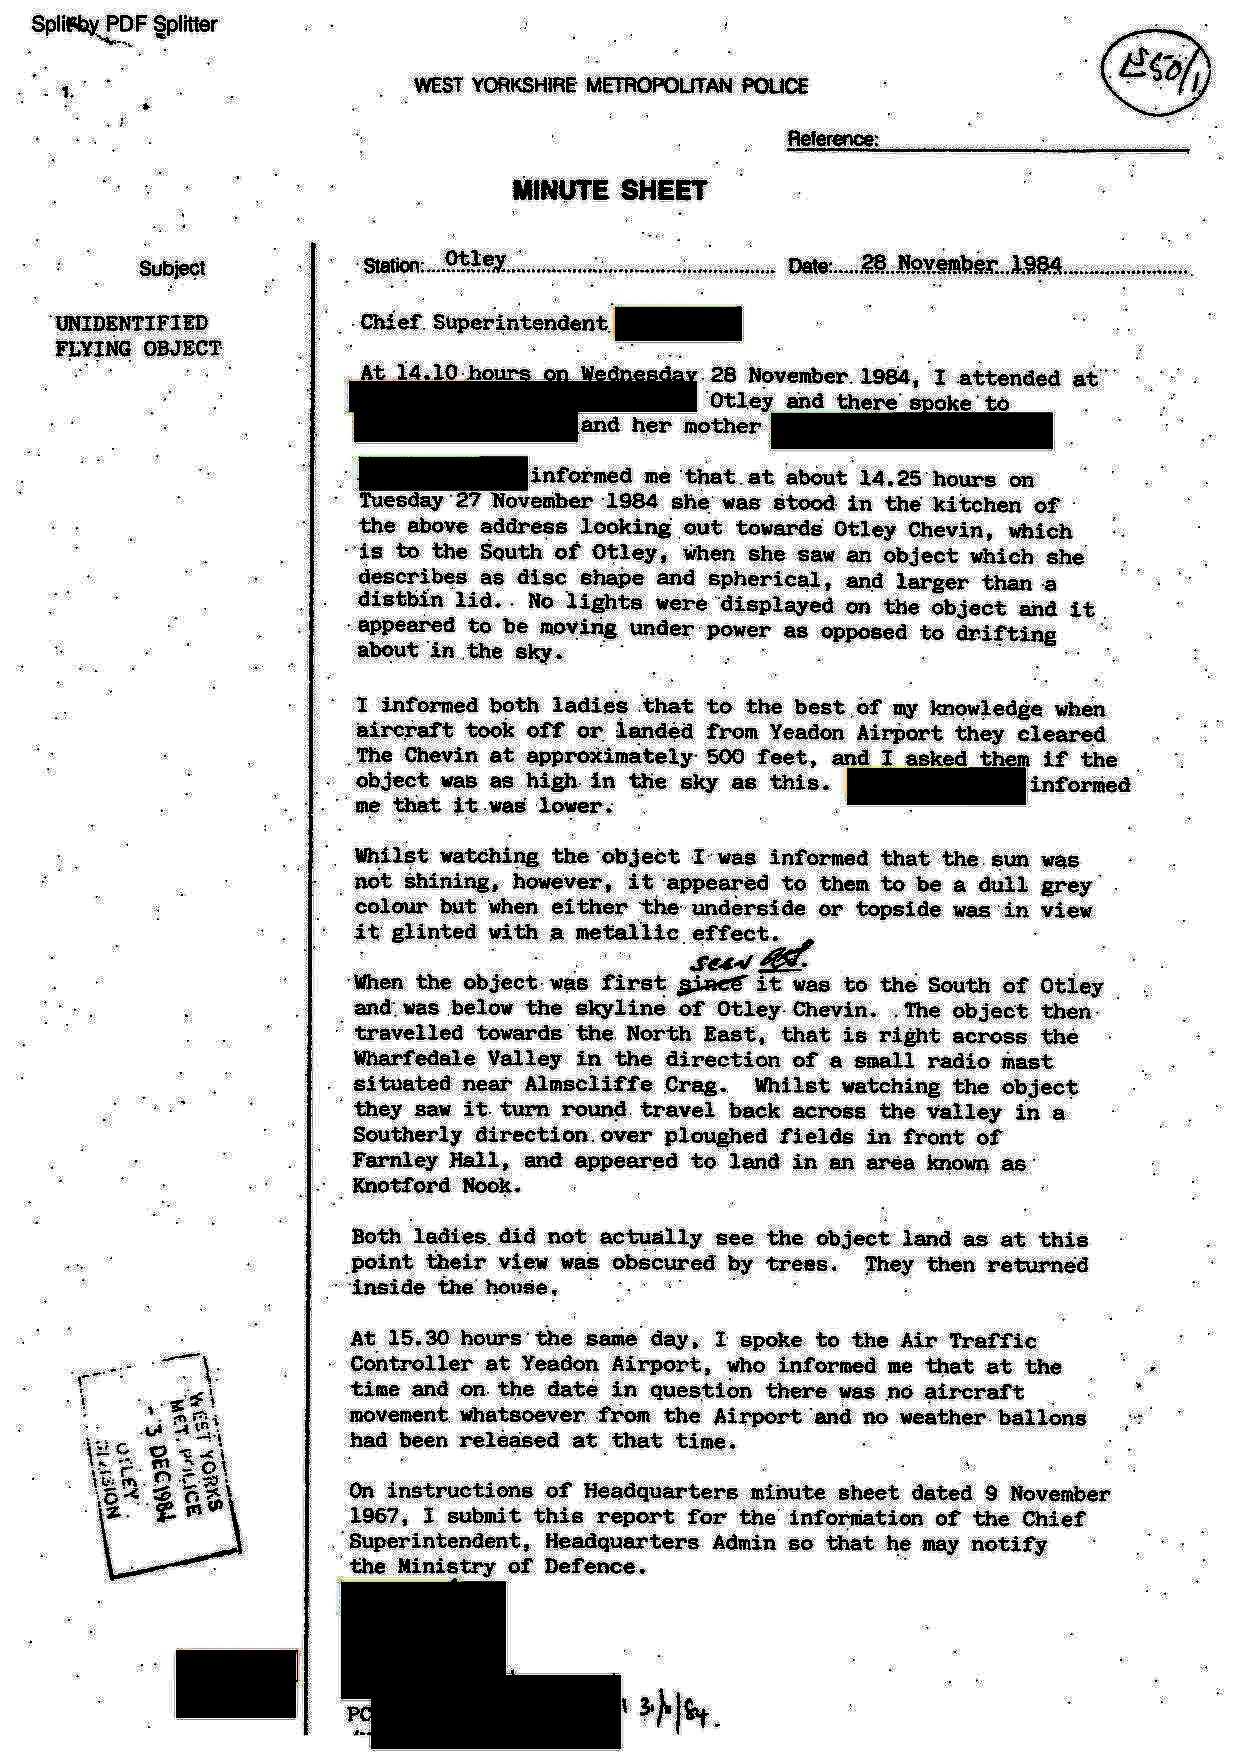 Split by PDF Splitter
1.
WEST YORKSHIRE METROPOLITAN POLICE
Reference:
MINUTE SHEET
Subject
Station: Otley
Date: 28 November 1984
UNIDENTIFIED
FLYING OBJECT
Chief Superintendent
At 14.10 hours on Wednesday 28 November 1984, I attended at
Otley and there spoke to
and her mother
informed me that at about 14.25 hours on
Tuesday 27 November 1984 she was stood in the kitchen of
the above address looking out towards Otley Chevin, which
is to the South of Otley, when she saw an object which she
describes as disc shape and spherical, and larger than a
distbin lid. No lights were displayed on the object and it
appeared to be moving under power as opposed to drifting
about in the sky.
I informed both ladies that to the best of my knowledge when
aircraft took off or landed from Yeadon Airport they cleared
The Chevin at approximately 500 feet, and I asked them if the
object was as high in the sky as this.
informed
me that it was lower.
Whilst watching the object I was informed that the sun was
not shining, however, it appeared to them to be a dull grey
colour but when either the underside or topside was in view
it glinted with a metallic effect.
seen
When the object was first since it was to the South of Otley
and was below the skyline of Otley Chevin. The object then
travelled towards the North East, that is right across the
Wharfedale Valley in the direction of a small radio mast
situated near Almscliffe Crag. Whilst watching the object
they saw it turn round travel back across the valley in a
Southerly direction over ploughed fields in front of
Farnley Hall, and appeared to land in an area known as
Knotford Nook.
Both ladies did not actually see the object land as at this
point their view was obscured by trees. They then returned
inside the house.
At 15.30 hours the same day, I spoke to the Air Traffic
Controller at Yeadon Airport, who informed me that at the
time and on the date in question there was no aircraft
movement whatsoever from the Airport and no weather ballons
had been released at that time.
On instructions of Headquarters minute sheet dated 9 November
1967, I submit this report for the information of the Chief
Superintendent, Headquarters Admin so that he may notify
the Ministry of Defence.
WEST YORKS
MET. POLICE
- 3 DEC 1984
OTLEY
DIVISION
PC